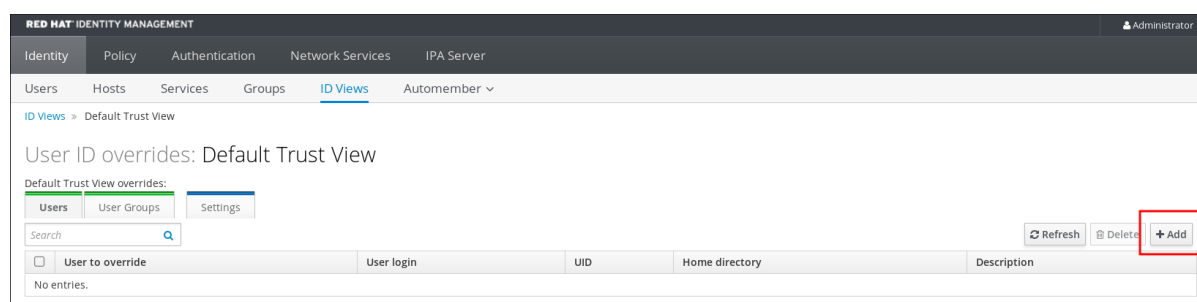 RED HAT IDENTITY MANAGEMENT Administrator
Identity Policy Authentication Network Services IPA Server
Users Hosts Services Groups ID Views Automember
ID Views » Default Trust View
User ID overrides: Default Trust View
Default Trust View overrides:
Users User Groups Settings
Search Refresh Delete + Add
User to override User login UID Home directory Description
No entries.